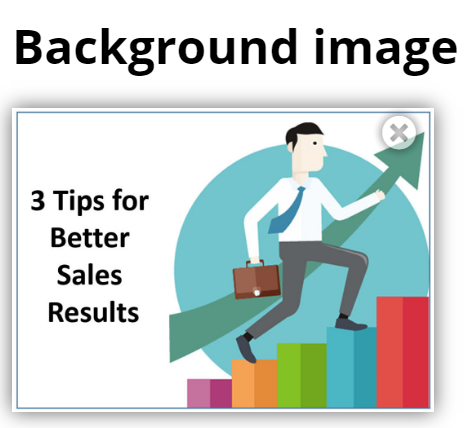 Background image
3 Tips for
Better
Sales
Results